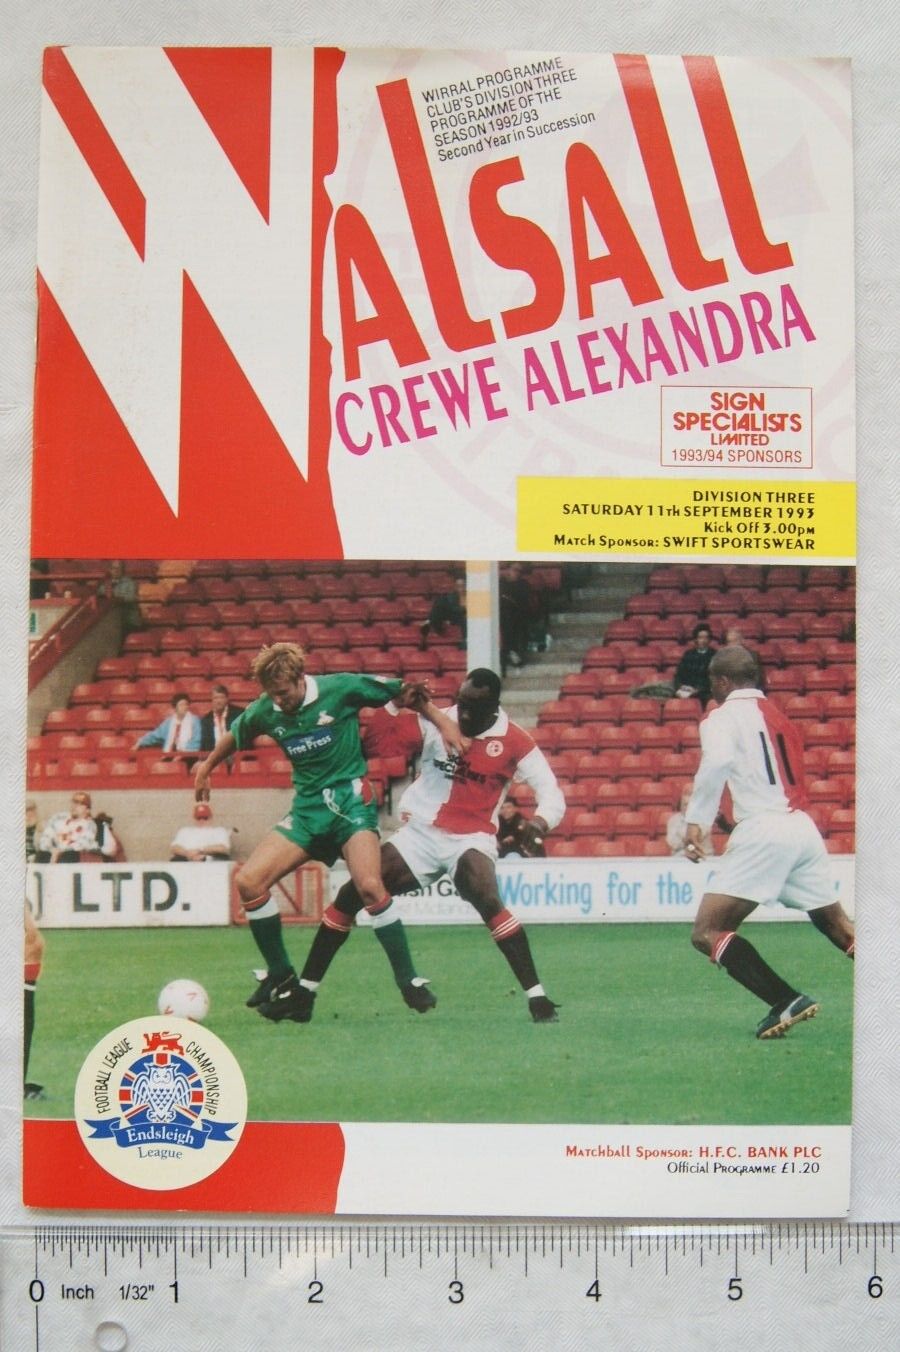 WIRRAL PROGRAMME
CLUB'S DIVISION THREE
PROGRAMME OF THE
SEASON 1992/93
Second Year in Succession
WALSALL
CREWE ALEXANDRA
SIGN
SPECIALISTS
LIMITED
1993/94 SPONSORS
DIVISION THREE
SATURDAY 11TH SEPTEMBER 1993
Kick Off 3.00pm
Match Sponsor: SWIFT SPORTSWEAR
Free Press
SIGN
SPECIALISTS
11
LTD.
Working for the
FOOTBALL LEAGUE CHAMPIONSHIP
Endsleigh
League
Matchball Sponsor: H.F.C. BANK PLC
Official Programme £1.20
0 Inch 1/32" 1 2 3 4 5 6